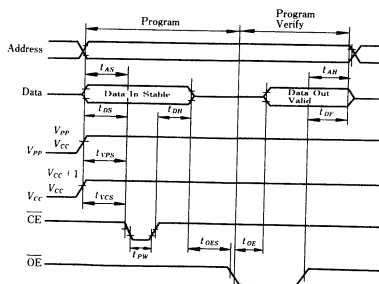 Program
Program
Verify
Address
tAS
tAH
Data
Data In Stable
Data Out
Valid
tDS
tDH
tDF
VPP
VPP
VCC
tVPS
VCC + 1
VCC
VCC
tVCS
CE
tPW
tOES
tOE
OE